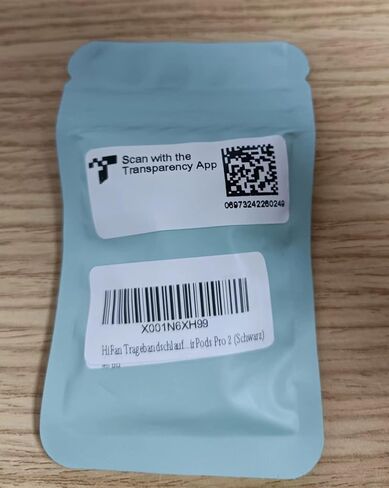 Scan with the
Transparency App
06973242260249
X001N6XH99
HiFan Tragebandschlauf...irPods Pro 2 (Schwarz)